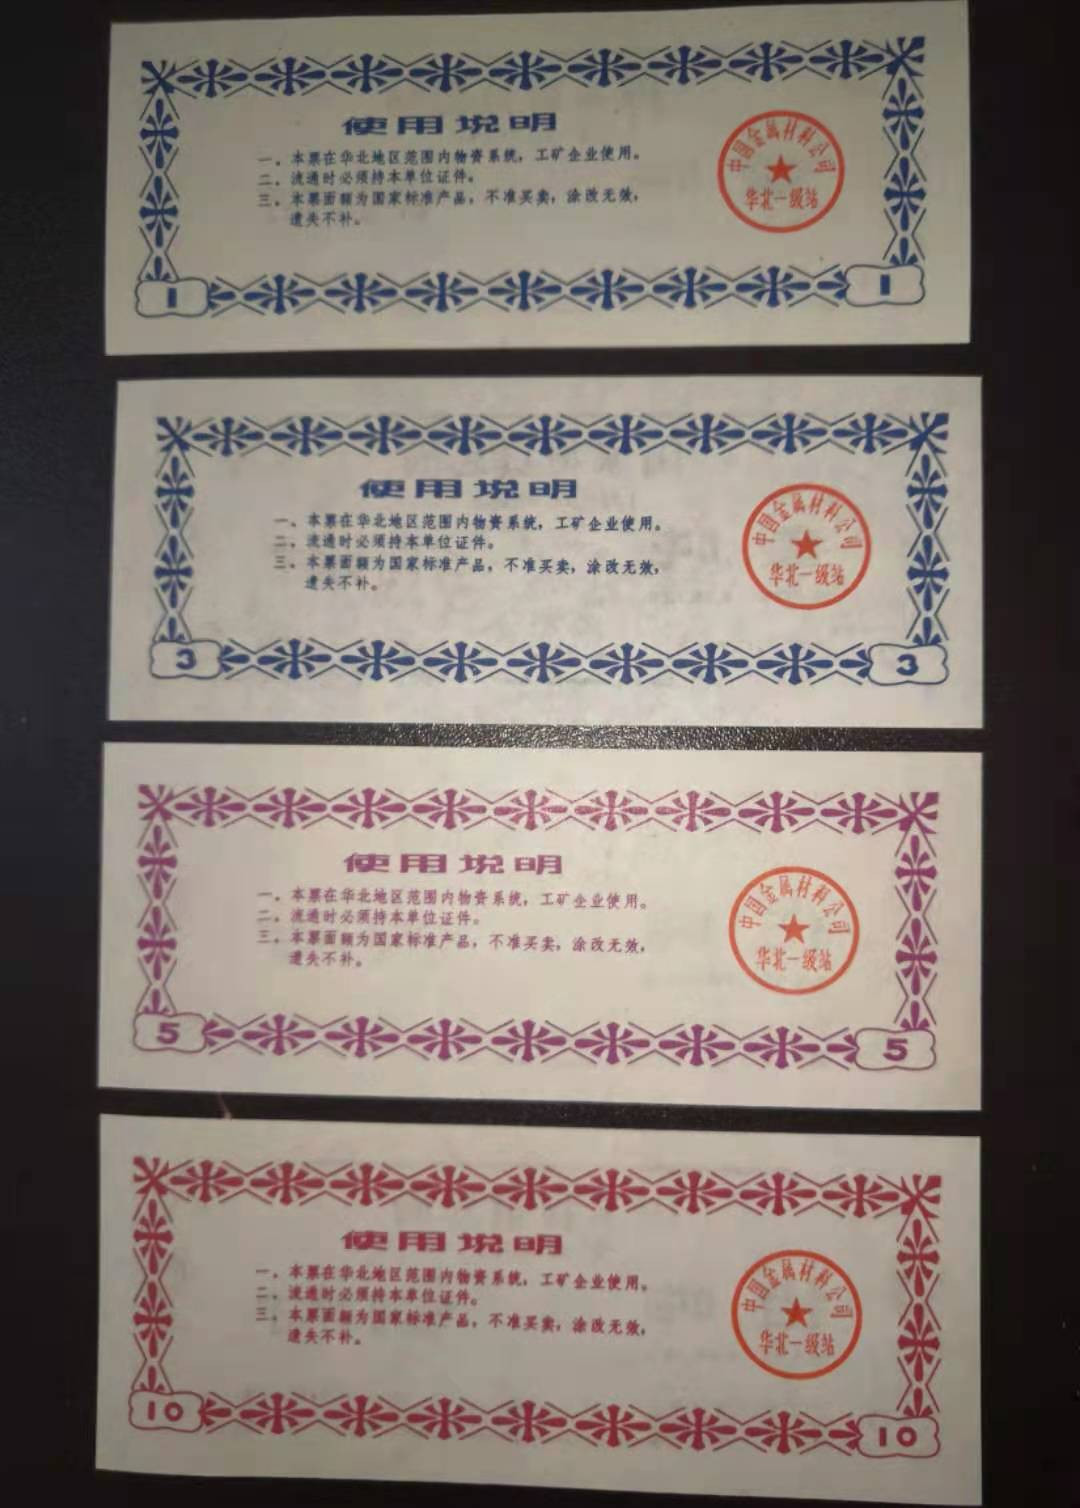 使用说明
一、本票在华北地区范围内物资系统，工矿企业使用。
二、流通时必须持本单位证件。
三、本票面额为国家标准产品，不准买卖，涂改无效，
遗失不补。
中国金属材料公司
华北一级站
1
1
使用说明
一、本票在华北地区范围内物资系统，工矿企业使用。
二、流通时必须持本单位证件。
三、本票面额为国家标准产品，不准买卖，涂改无效，
遗失不补。
中国金属材料公司
华北一级站
3
3
使用说明
一、本票在华北地区范围内物资系统，工矿企业使用。
二、流通时必须持本单位证件。
三、本票面额为国家标准产品，不准买卖，涂改无效，
遗失不补。
中国金属材料公司
华北一级站
5
5
使用说明
一、本票在华北地区范围内物资系统，工矿企业使用。
二、流通时必须持本单位证件。
三、本票面额为国家标准产品，不准买卖，涂改无效，
遗失不补。
中国金属材料公司
华北一级站
10
10